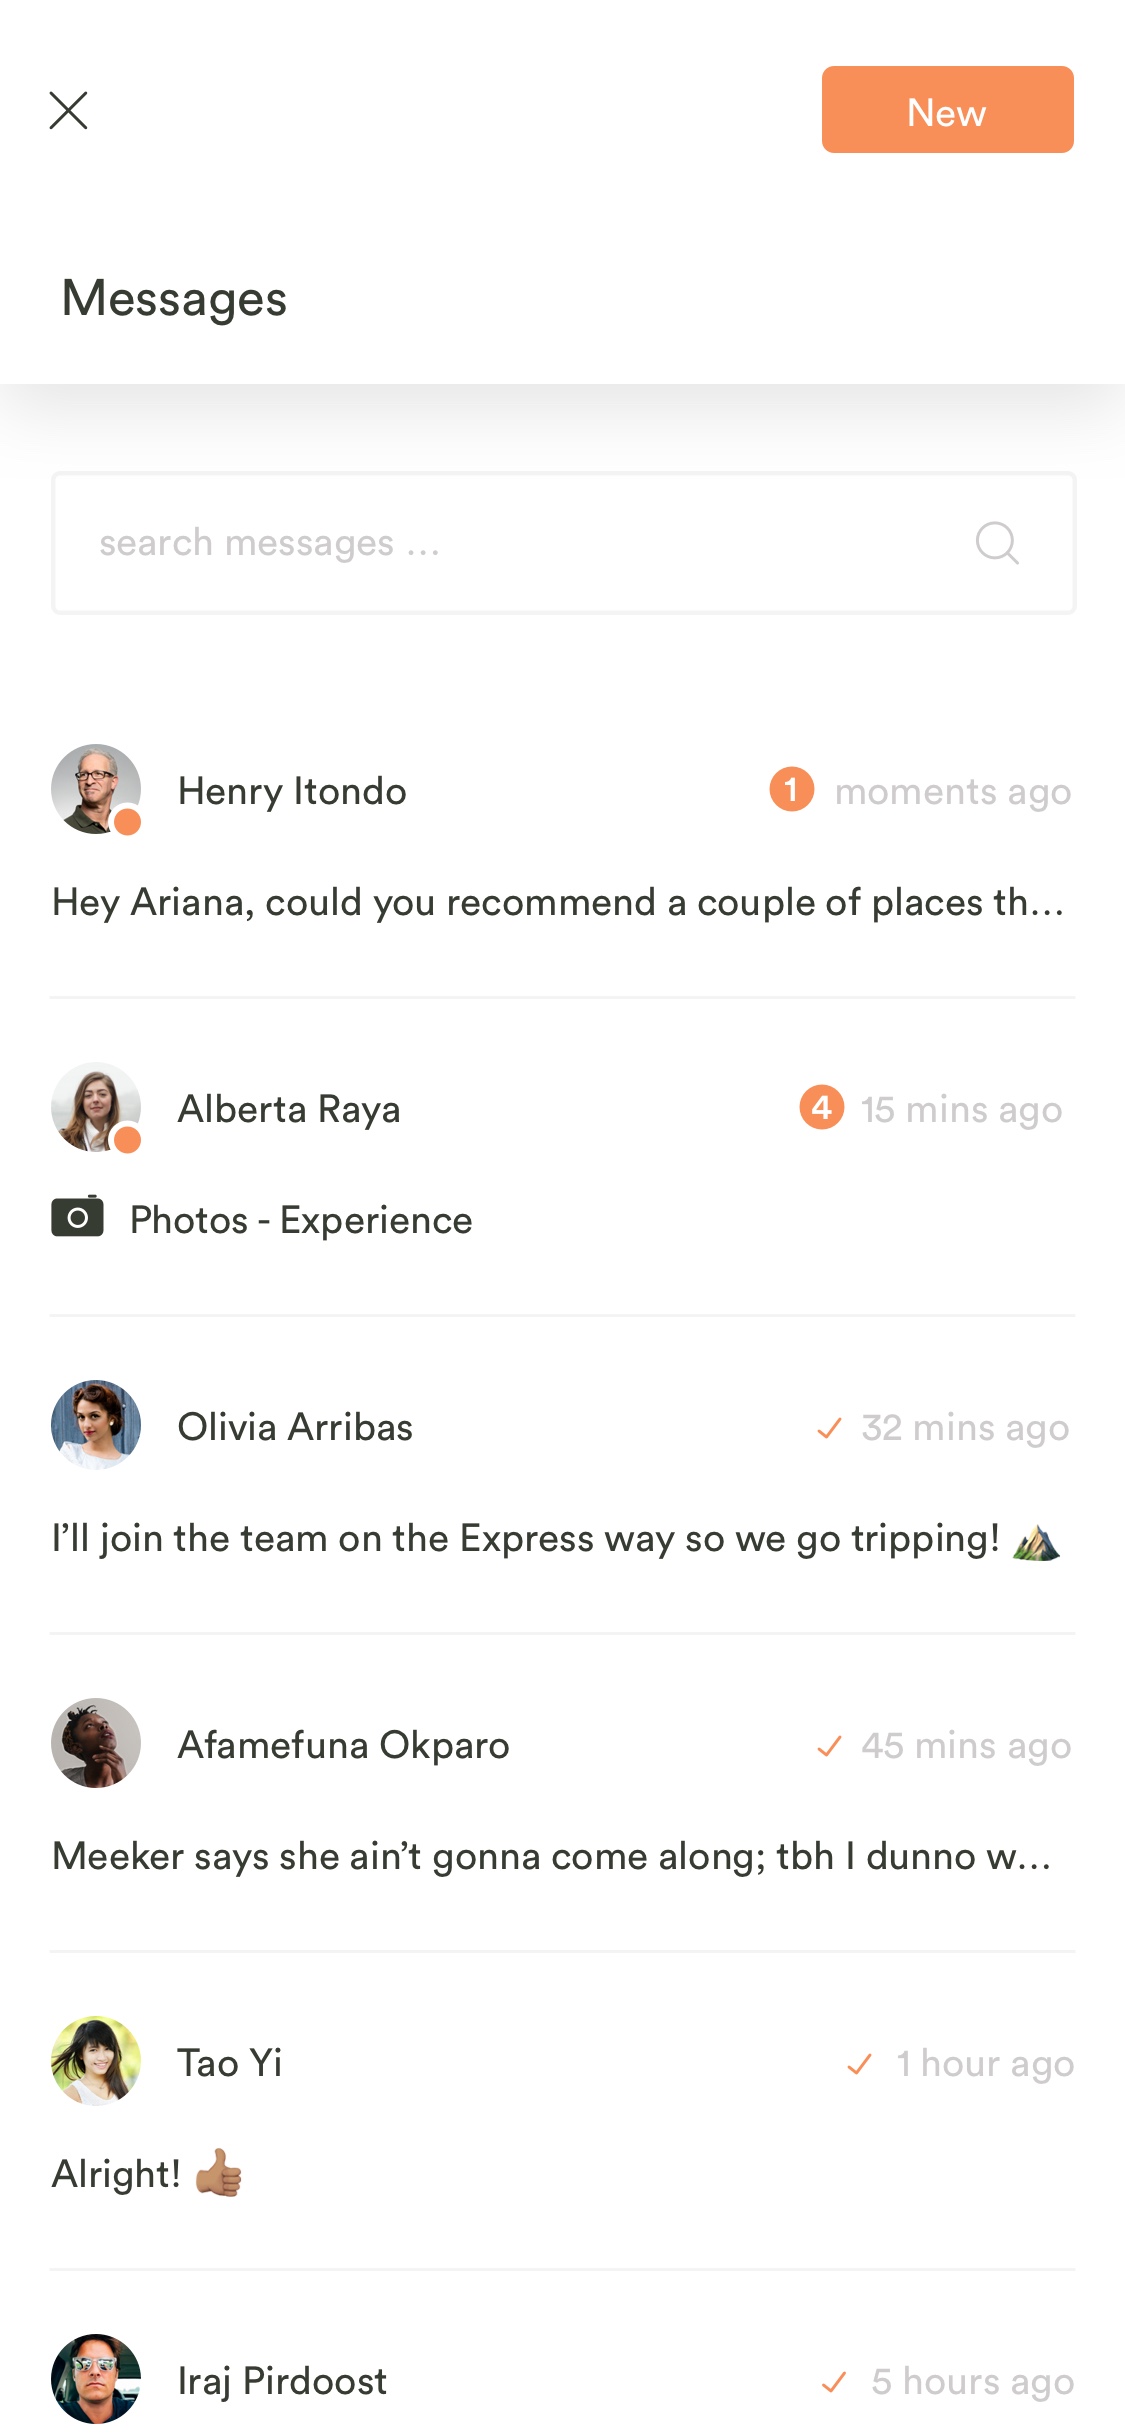 New
Messages
search messages ...
Henry Itondo 1 moments ago
Hey Ariana, could you recommend a couple of places th...
Alberta Raya 4 15 mins ago
Photos - Experience
Olivia Arribas 32 mins ago
I’ll join the team on the Express way so we go tripping!
Afamefuna Okparo 45 mins ago
Meeker says she ain’t gonna come along; tbh I dunno w...
Tao Yi 1 hour ago
Alright! 👍🏽
Iraj Pirdoost 5 hours ago